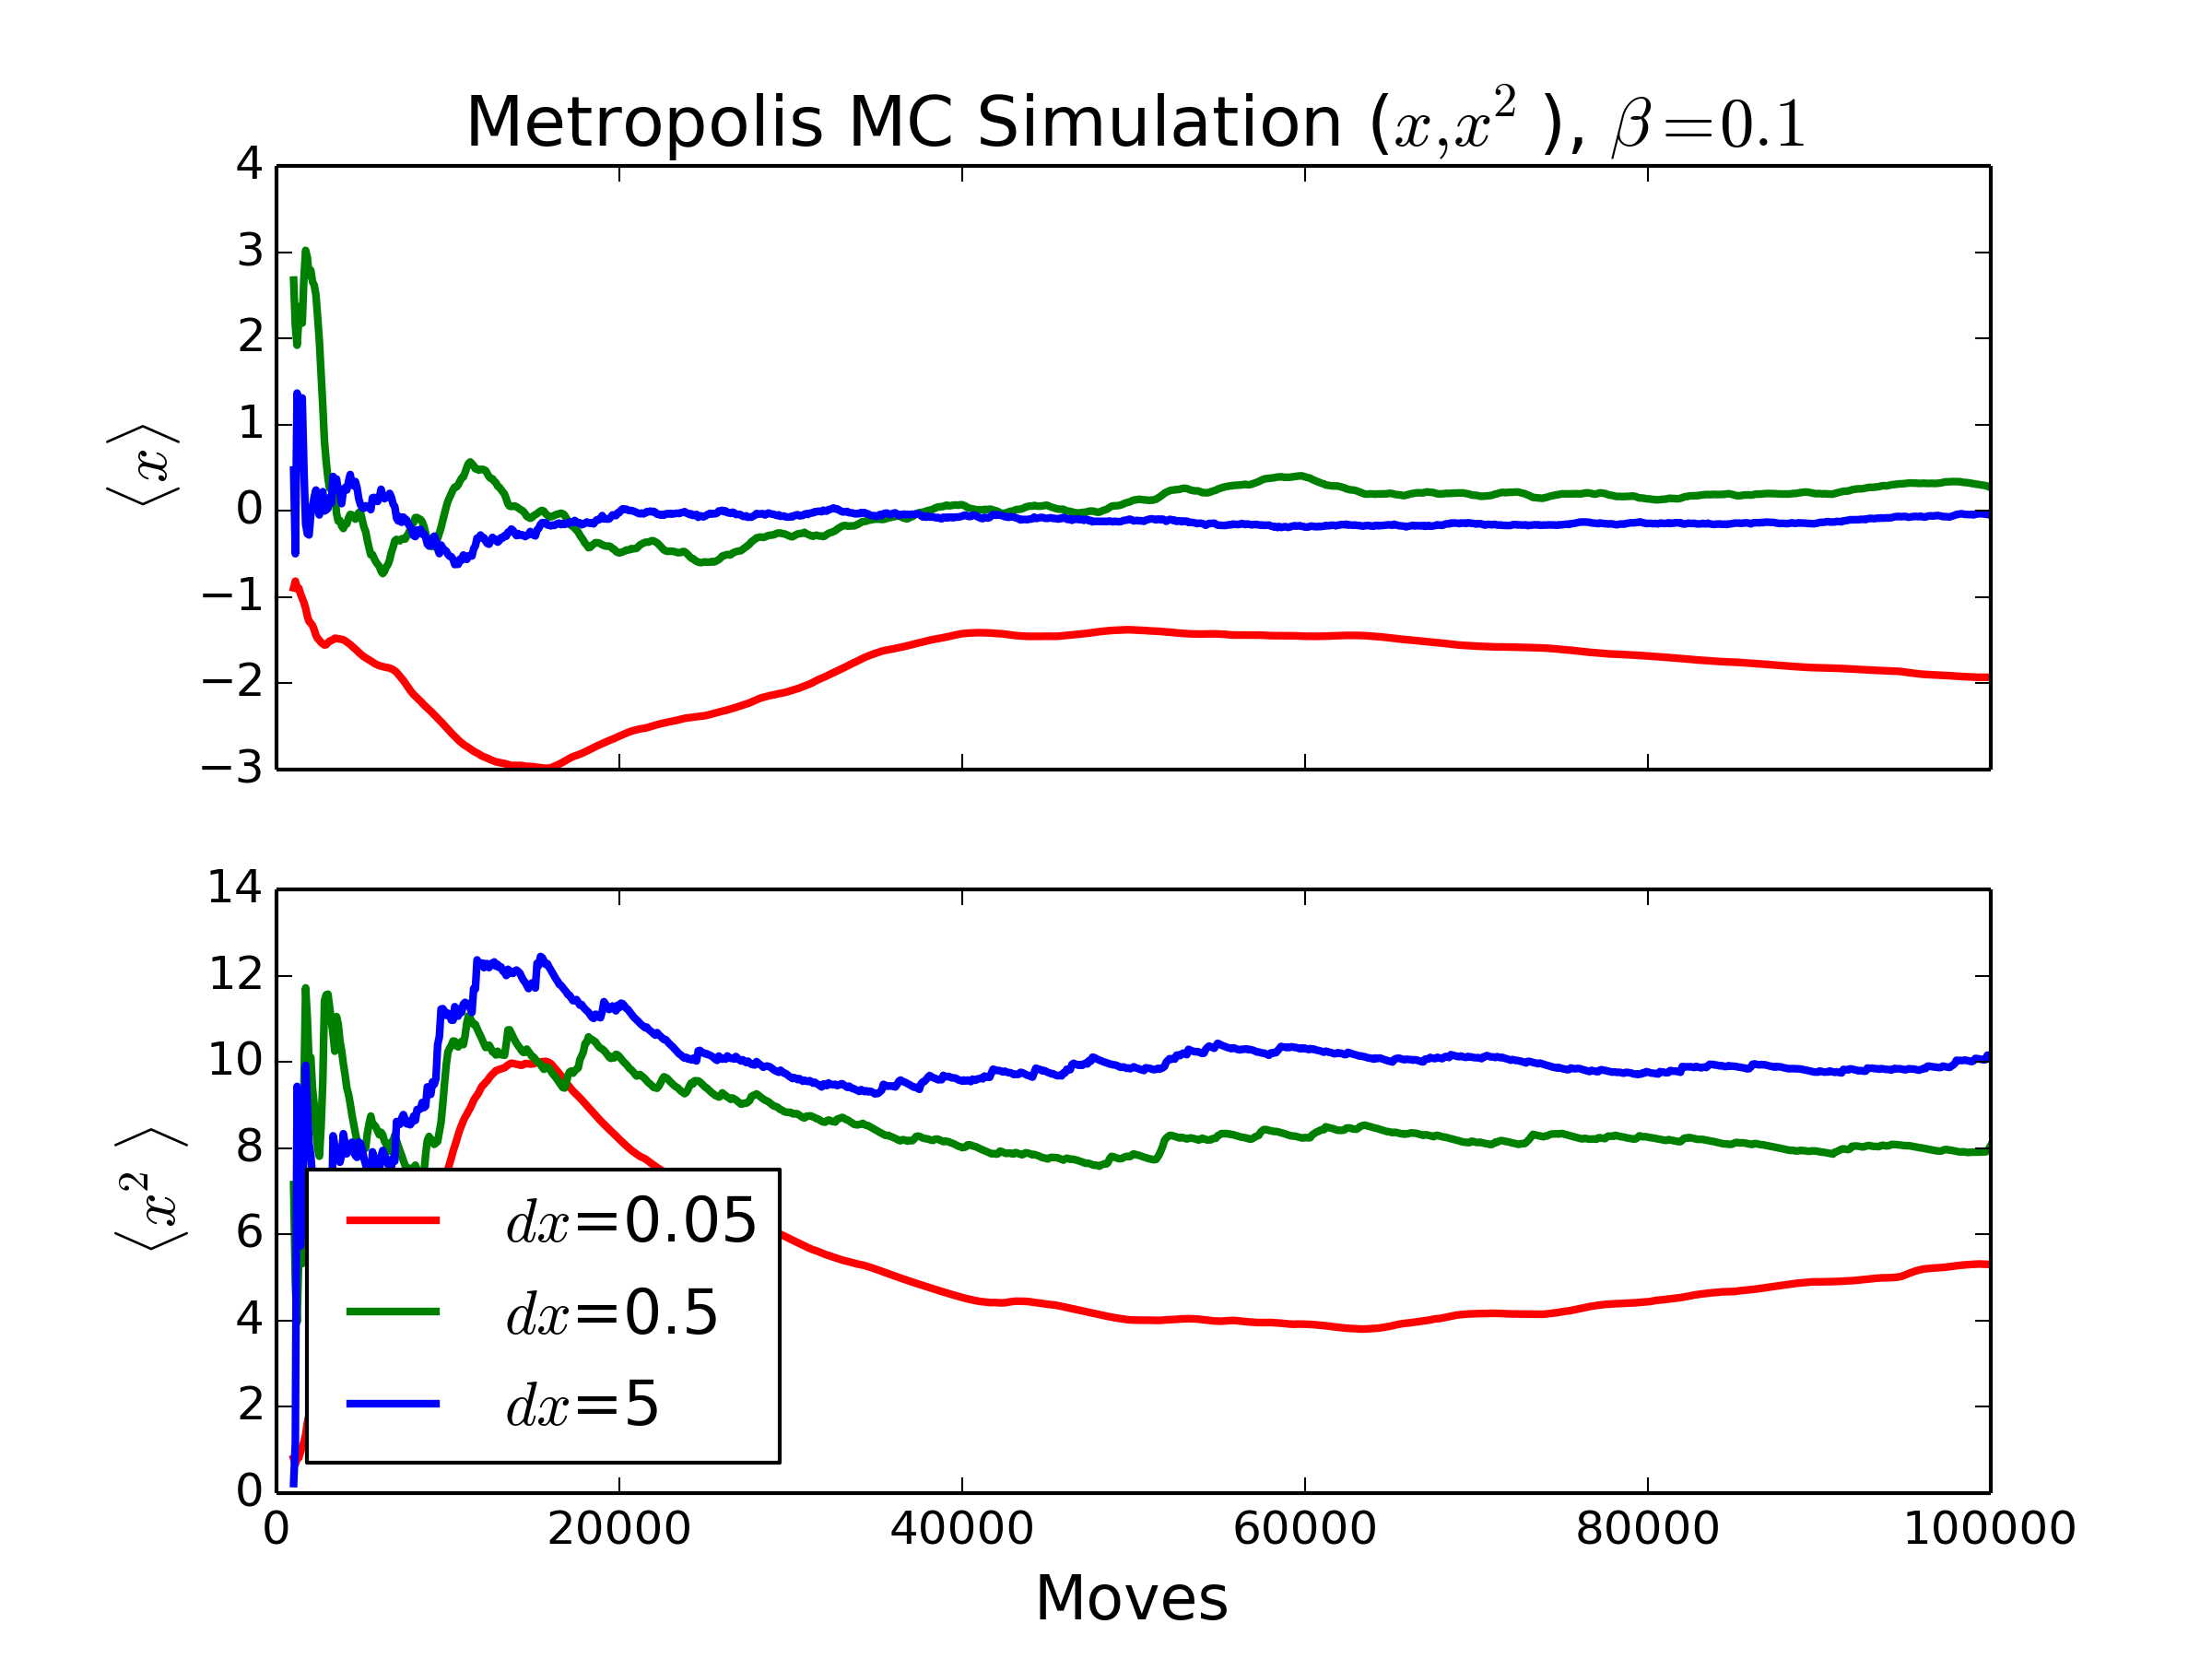 Metropolis MC Simulation (x,x²), β=0.1
4
3
2
1
0
−1
−2
−3
⟨x⟩
14
12
10
8
6
4
2
0
⟨x²⟩
dx=0.05
dx=0.5
dx=5
0 20000 40000 60000 80000 100000
Moves